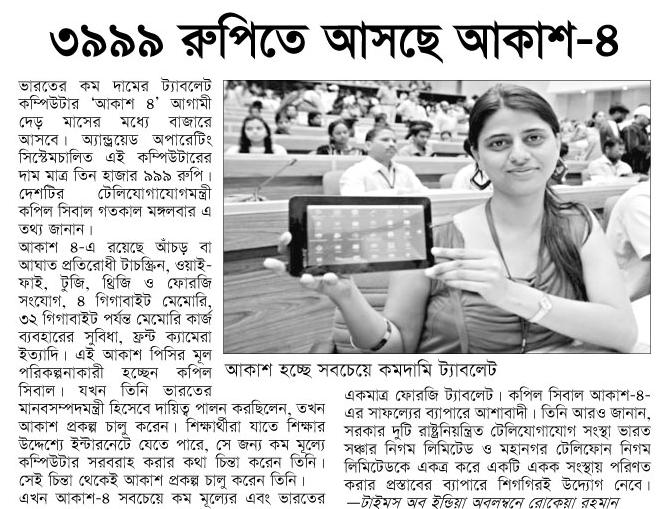 ৩৯৯৯ রুপিতে আসছে আকাশ-৪
ভারতের কম দামের ট্যাবলেট
কম্পিউটার ‘আকাশ ৪’ আগামী
দেড় মাসের মধ্যে বাজারে
আসবে। অ্যান্ড্রয়েড অপারেটিং
সিস্টেমচালিত এই কম্পিউটারের
দাম মাত্র তিন হাজার ৯৯৯ রুপি।
দেশটির টেলিযোগাযোগমন্ত্রী
কপিল সিবাল গতকাল মঙ্গলবার এ
তথ্য জানান।
আকাশ ৪-এ রয়েছে আঁচড় বা
আঘাত প্রতিরোধী টাচস্ক্রিন, ওয়াই-
ফাই, টুজি, থ্রিজি ও ফোরজি
সংযোগ, ৪ গিগাবাইট মেমোরি,
৩২ গিগাবাইট পর্যন্ত মেমোরি কার্ড
ব্যবহারের সুবিধা, ফ্রন্ট ক্যামেরা
ইত্যাদি। এই আকাশ পিসির মূল
পরিকল্পনাকারী হচ্ছেন কপিল
সিবাল। যখন তিনি ভারতের
মানবসম্পদমন্ত্রী হিসেবে দায়িত্ব পালন করছিলেন, তখন
আকাশ প্রকল্প চালু করেন। শিক্ষার্থীরা যাতে শিক্ষার
উদ্দেশ্যে ইন্টারনেটে যেতে পারে, সে জন্য কম মূল্যে
কম্পিউটার সরবরাহ করার কথা চিন্তা করেন তিনি।
সেই চিন্তা থেকেই আকাশ প্রকল্প চালু করেন তিনি।
এখন আকাশ-৪ সবচেয়ে কম মূল্যের এবং ভারতের
আকাশ হচ্ছে সবচেয়ে কমদামি ট্যাবলেট
একমাত্র ফোরজি ট্যাবলেট। কপিল সিবাল আকাশ-৪-
এর সাফল্যের ব্যাপারে আশাবাদী। তিনি আরও জানান,
সরকার দুটি রাষ্ট্রনিয়ন্ত্রিত টেলিযোগাযোগ সংস্থা ভারত
সঞ্চার নিগম লিমিটেড ও মহানগর টেলিফোন নিগম
লিমিটেডকে একত্র করে একটি একক সংস্থায় পরিণত
করার প্রস্তাবের ব্যাপারে শিগগিরই উদ্যোগ নেবে।
—টাইমস অব ইন্ডিয়া অবলম্বনে রোকেয়া রহমান